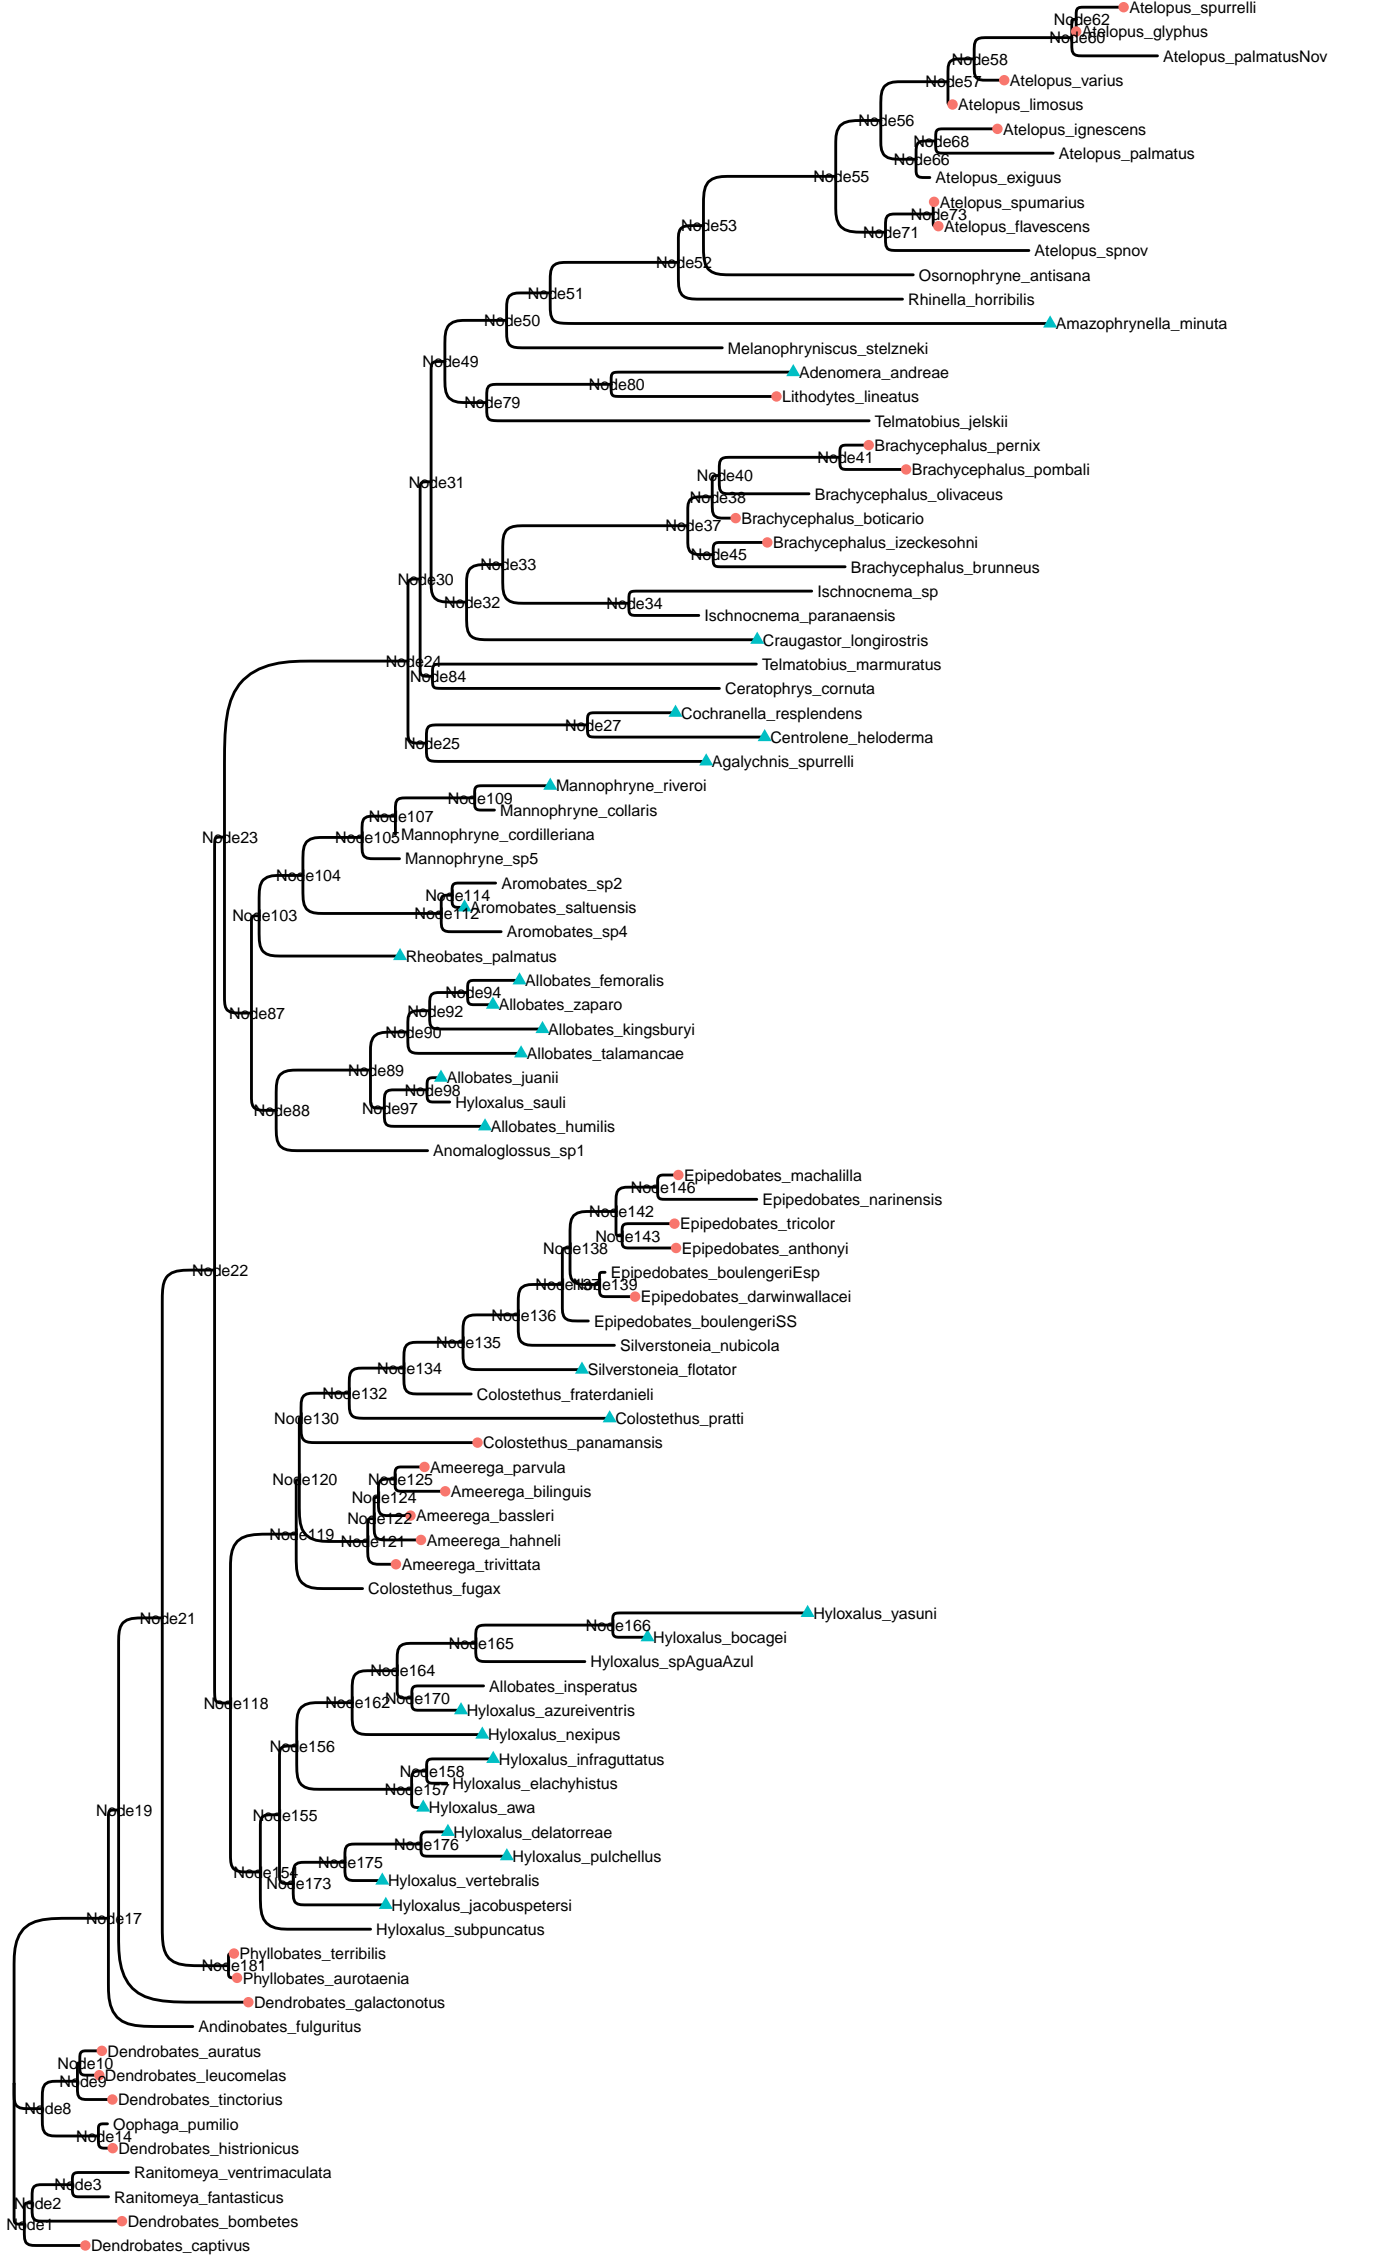 Atelopus_spurrelli
Node62
Atelopus_glyphus
Node60
Atelopus_palmatusNov
Node58
Atelopus_varius
Node57
Atelopus_limosus
Node56
Atelopus_ignescens
Node68
Atelopus_palmatus
Node66
Atelopus_exiguus
Node55
Atelopus_spumarius
Node73
Atelopus_flavescens
Node71
Atelopus_spnov
Node53
Node52
Osornophryne_antisana
Node51
Rhinella_horribilis
Node50
Amazophrynella_minuta
Melanophryniscus_stelzneki
Node49
Adenomera_andreae
Node80
Lithodytes_lineatus
Node79
Telmatobius_jelskii
Brachycephalus_pernix
Node41
Brachycephalus_pombali
Node40
Node31
Brachycephalus_olivaceus
Node38
Brachycephalus_boticario
Node37
Brachycephalus_izeckesohni
Node45
Node33
Brachycephalus_brunneus
Node30
Ischnocnema_sp
Node32
Node34
Ischnocnema_paranaensis
Craugastor_longirostris
Node24
Telmatobius_marmuratus
Node84
Ceratophrys_cornuta
Cochranella_resplendens
Node27
Centrolene_heloderma
Node25
Agalychnis_spurrelli
Mannophryne_riveroi
Node109
Mannophryne_collaris
Node107
Node23
Node105
Mannophryne_cordilleriana
Mannophryne_sp5
Node104
Aromobates_sp2
Node114
Aromobates_saltuensis
Node103
Node112
Aromobates_sp4
Rheobates_palmatus
Allobates_femoralis
Node94
Allobates_zaparo
Node87
Node92
Allobates_kingsburyi
Node90
Allobates_talamancae
Node89
Allobates_juanii
Node98
Hyloxalus_sauli
Node88
Node97
Allobates_humilis
Anomaloglossus_sp1
Epipedobates_machalilla
Node146
Epipedobates_narinensis
Node142
Epipedobates_tricolor
Node143
Node138
Epipedobates_anthonyi
Node22
Epipedobates_boulengeriEsp
Node137
Node139
Epipedobates_darwinwallacei
Node136
Epipedobates_boulengeriSS
Node135
Silverstoneia_nubicola
Node134
Silverstoneia_flotator
Node132
Colostethus_fraterdanieli
Node130
Colostethus_pratti
Colostethus_panamansis
Ameerega_parvula
Node120
Node125
Ameerega_bilinguis
Node124
Ameerega_bassleri
Node122
Node119
Node121
Ameerega_hahneli
Ameerega_trivittata
Colostethus_fugax
Hyloxalus_yasuni
Node21
Node166
Hyloxalus_bocagei
Node165
Hyloxalus_spAguaAzul
Node164
Allobates_insperatus
Node118
Node162
Node170
Hyloxalus_azureiventris
Hyloxalus_nexipus
Node156
Hyloxalus_infraguttatus
Node158
Hyloxalus_elachyhistus
Node157
Hyloxalus_awa
Node19
Node155
Hyloxalus_delatorreae
Node176
Hyloxalus_pulchellus
Node175
Node154
Hyloxalus_vertebralis
Node173
Hyloxalus_jacobuspetersi
Node17
Hyloxalus_subpuncatus
Phyllobates_terribilis
Node181
Phyllobates_aurotaenia
Dendrobates_galactonotus
Andinobates_fulguritus
Dendrobates_auratus
Node10
Dendrobates_leucomelas
Node9
Dendrobates_tinctorius
Node8
Oophaga_pumilio
Node14
Dendrobates_histrionicus
Ranitomeya_ventrimaculata
Node3
Ranitomeya_fantasticus
Node2
Dendrobates_bombetes
Node1
Dendrobates_captivus